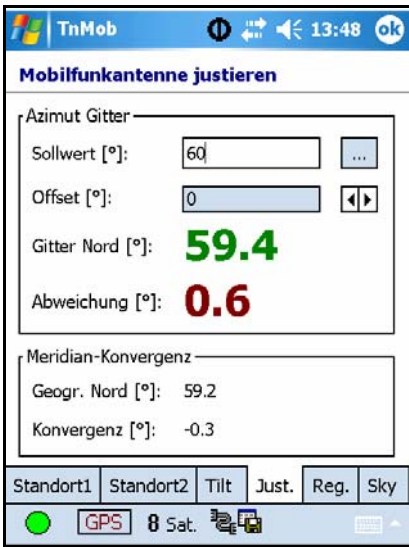 TnMob 13:48 ok
Mobilfunkantenne justieren
Azimut Gitter
Sollwert [°]: 60 ...
Offset [°]: 0
Gitter Nord [°]: 59.4
Abweichung [°]: 0.6
Meridian-Konvergenz
Geogr. Nord [°]: 59.2
Konvergenz [°]: -0.3
Standort1 Standort2 Tilt Just. Reg. Sky
GPS 8 Sat.